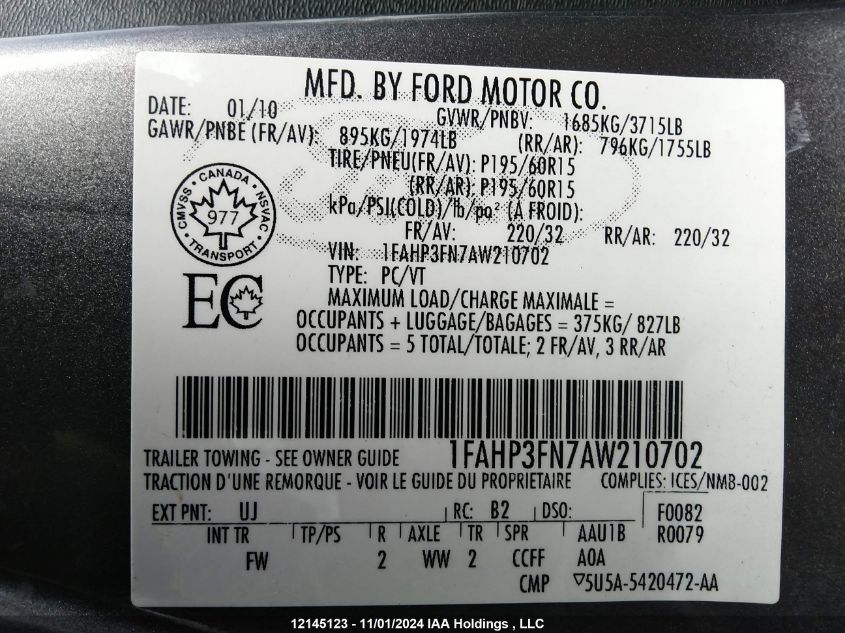 MFD. BY FORD MOTOR CO.
DATE: 01/10 GVWR/PNBV: 1685KG/3715LB
GAWR/PNBE (FR/AV): 895KG/1974LB (RR/AR): 796KG/1755LB
TIRE/PNEU(FR/AV): P195/60R15
(RR/AR): P195/60R15
kPa/PSI(COLD)/lb/po² (A FROID):
FR/AV: 220/32 RR/AR: 220/32
VIN: 1FAHP3FN7AW210702
TYPE: PC/VT
MAXIMUM LOAD/CHARGE MAXIMALE =
OCCUPANTS + LUGGAGE/BAGAGES = 375KG/ 827LB
OCCUPANTS = 5 TOTAL/TOTALE; 2 FR/AV, 3 RR/AR
CANADA
CMVSS 977 NSVAC
TRANSPORT
EC
1FAHP3FN7AW210702
TRAILER TOWING - SEE OWNER GUIDE
TRACTION D'UNE REMORQUE - VOIR LE GUIDE DU PROPRIETAIRE COMPLIES: ICES/NMB-002
EXT PNT: UJ RC: B2 DSO: F0082
INT TR TP/PS R AXLE TR SPR AAU1B R0079
FW 2 WW 2 CCFF AOA
CMP ▽5U5A-5420472-AA
12145123 - 11/01/2024 IAA Holdings , LLC